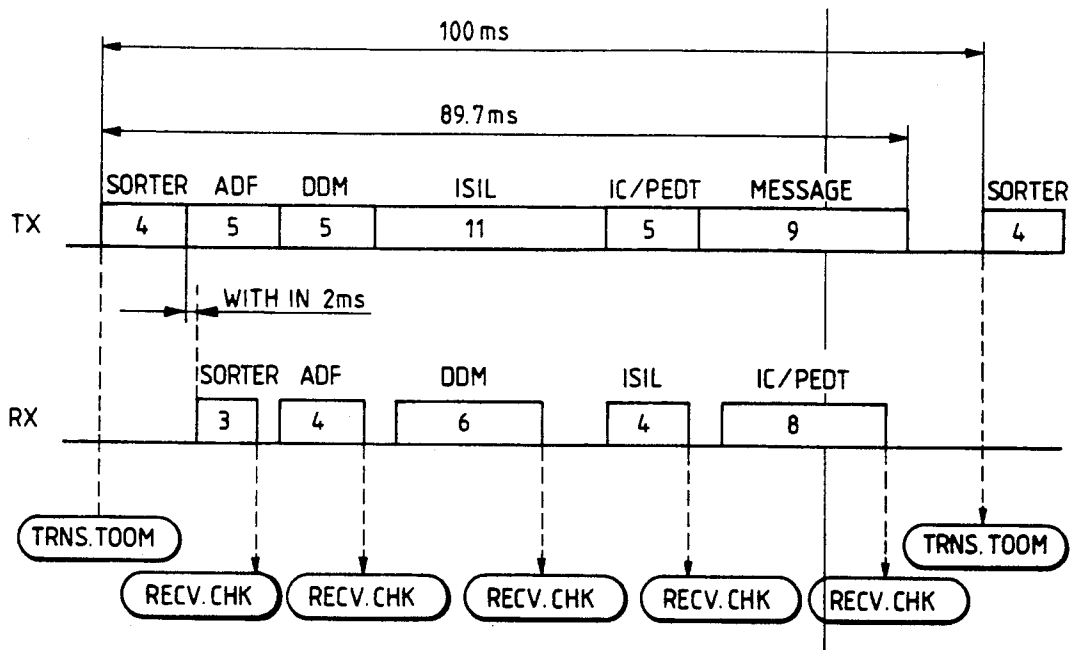 100ms
89.7ms
SORTER ADF DDM ISIL IC/PEDT MESSAGE SORTER
TX 4 5 5 11 5 9 4
WITH IN 2ms
SORTER ADF DDM ISIL IC/PEDT
RX 3 4 6 4 8
TRNS.TOOM TRNS.TOOM
RECV.CHK RECV.CHK RECV.CHK RECV.CHK RECV.CHK